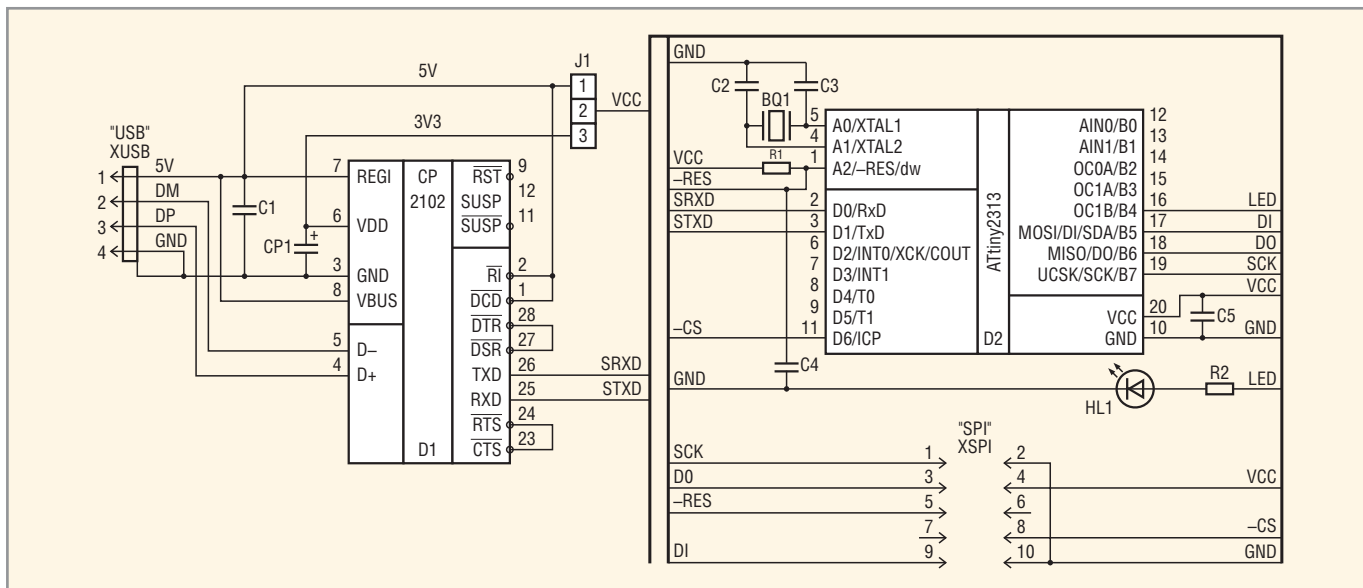 J1
5V
1
2
VCC
3V3
3
"USB"
XUSB
1
5V
2
DM
3
DP
4
GND
C1
CP1
+
7
REGI
6
VDD
3
GND
8
VBUS
5
D–
4
D+
CP
2102
D1
RST
9
SUSP
12
SUSP
11
RI
2
DCD
1
DTR
28
DSR
27
TXD
26
SRXD
RXD
25
STXD
RTS
24
CTS
23
GND
C2
C3
BQ1
VCC
R1
–RES
SRXD
STXD
–CS
GND
C4
5
A0/XTAL1
4
A1/XTAL2
1
A2/–RES/dw
2
D0/RxD
3
D1/TxD
6
D2/INT0/XCK/COUT
7
D3/INT1
8
D4/T0
9
D5/T1
11
D6/ICP
ATtiny2313
D2
AIN0/B0
12
AIN1/B1
13
OC0A/B2
14
OC1A/B3
15
OC1B/B4
16
LED
MOSI/DI/SDA/B5
17
DI
MISO/DO/B6
18
DO
UCSK/SCK/B7
19
SCK
VCC
VCC
20
C5
GND
10
GND
HL1
R2
LED
"SPI"
XSPI
SCK
1
2
D0
3
4
VCC
–RES
5
6
7
8
–CS
DI
9
10
GND